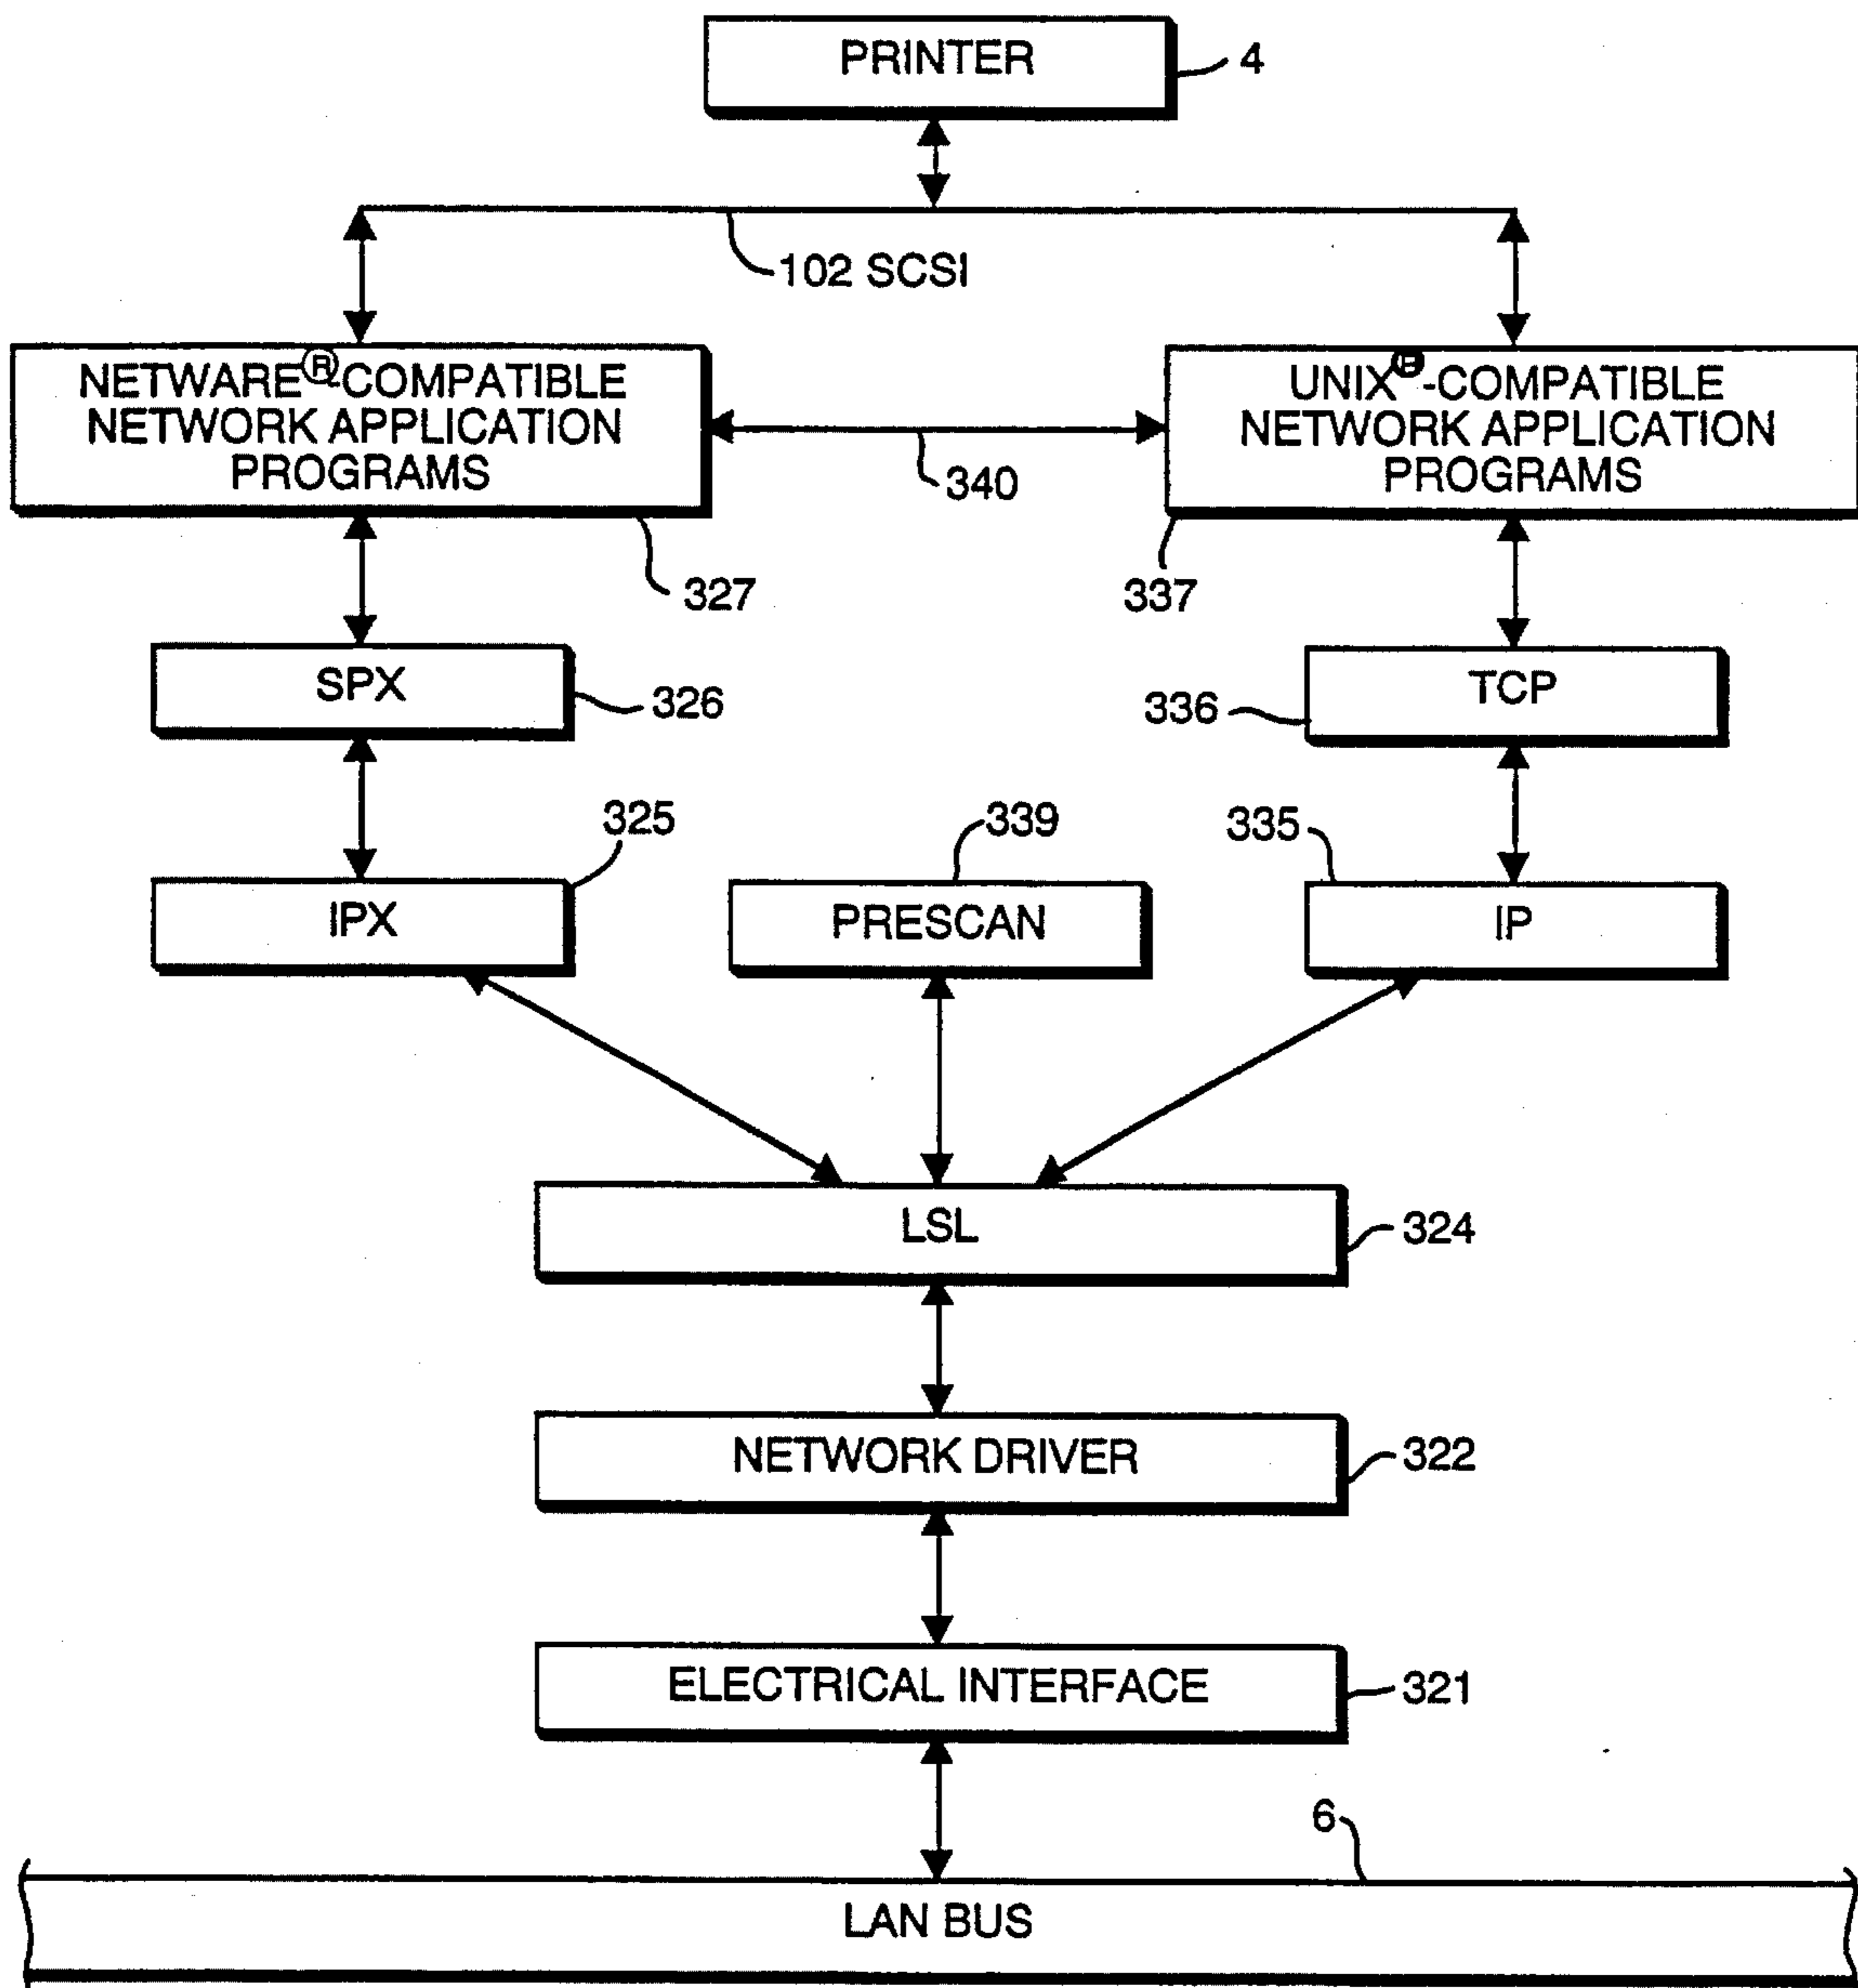 PRINTER
4
102 SCSI
NETWARE®-COMPATIBLE
NETWORK APPLICATION
PROGRAMS
UNIX®-COMPATIBLE
NETWORK APPLICATION
PROGRAMS
340
327
337
SPX
326
TCP
336
325
339
335
IPX
PRESCAN
IP
LSL
324
NETWORK DRIVER
322
ELECTRICAL INTERFACE
321
6
LAN BUS